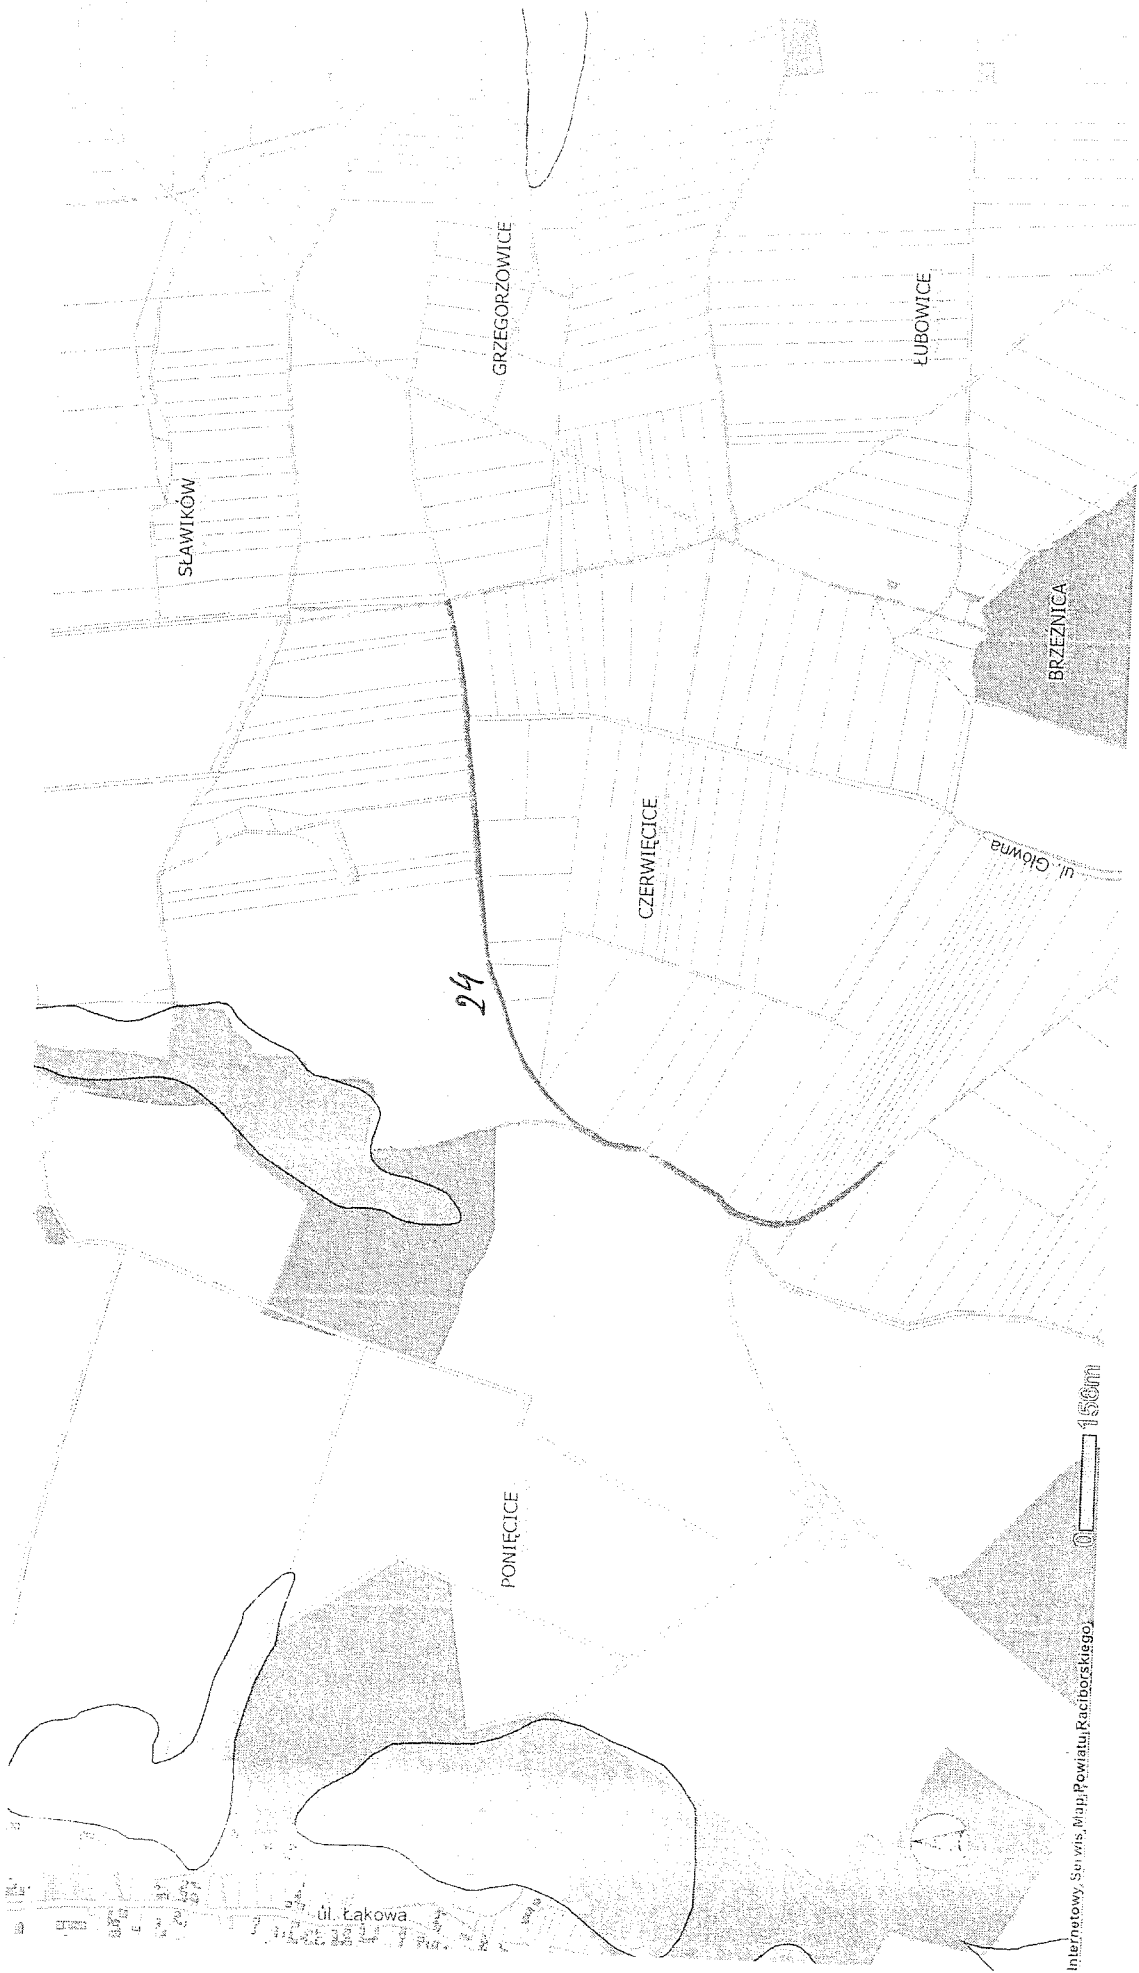 SŁAWIKÓW
GRZEGORZOWICE
ŁUBOWICE
BRZEŹNICA
CZERWIĘCICE
ul. Główna
24
PONIĘCICE
ul. Łąkowa
0 150m
Internetowy Serwis Map Powiatu Raciborskiego